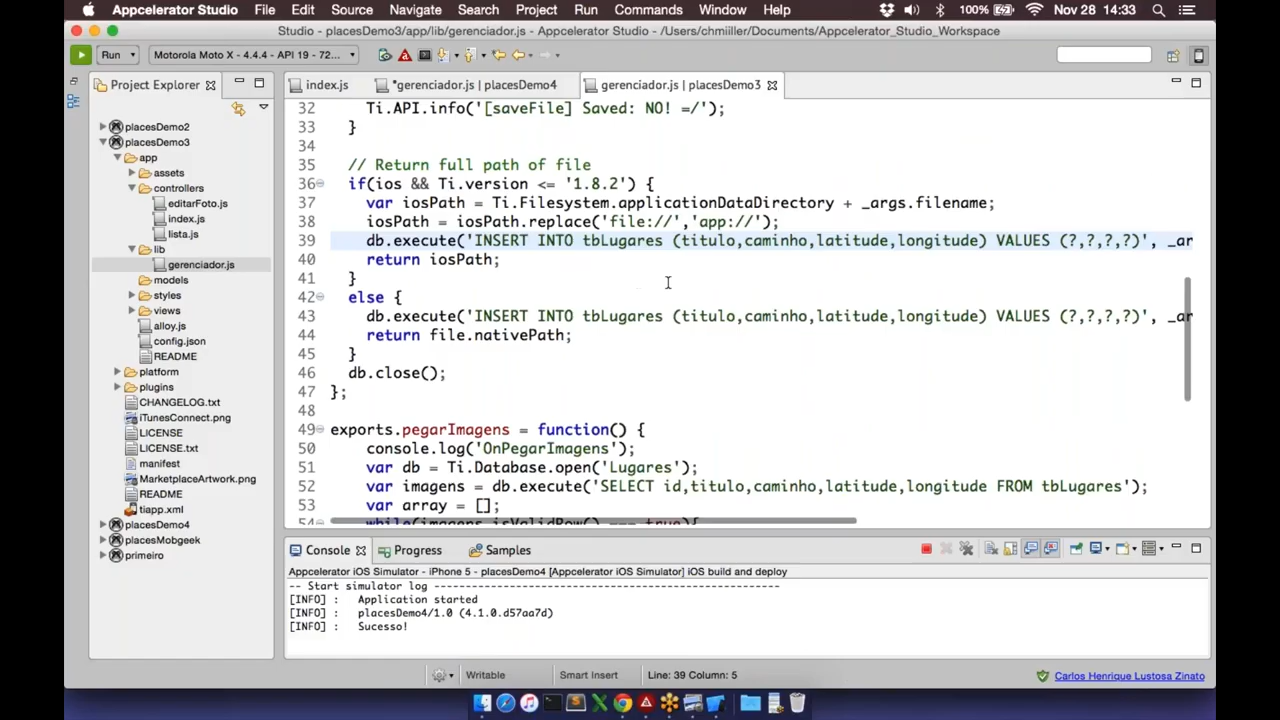 Appcelerator Studio File Edit Source Navigate Search Project Run Commands Window Help 100% Nov 28 14:33
Studio - placesDemo3/app/lib/gerenciador.js - Appcelerator Studio - /Users/chmiiller/Documents/Appcelerator_Studio_Workspace
Run Motorola Moto X - 4.4.4 - API 19 - 72...
Project Explorer
index.js *gerenciador.js | placesDemo4 gerenciador.js | placesDemo3
placesDemo2
placesDemo3
app
assets
controllers
editarFoto.js
index.js
lista.js
lib
gerenciador.js
models
styles
views
alloy.js
config.json
README
platform
plugins
CHANGELOG.txt
iTunesConnect.png
LICENSE
LICENSE.txt
manifest
MarketplaceArtwork.png
README
tiapp.xml
placesDemo4
placesMobgeek
primeiro
32 Ti.API.info('[saveFile] Saved: NO! =/');
33 }
34
35 // Return full path of file
36 if(ios && Ti.version <= '1.8.2') {
37 var iosPath = Ti.Filesystem.applicationDataDirectory + _args.filename;
38 iosPath = iosPath.replace('file://','app://');
39 db.execute('INSERT INTO tbLugares (titulo,caminho,latitude,longitude) VALUES (?,?,?,?)', _ar
40 return iosPath;
41 }
42 else {
43 db.execute('INSERT INTO tbLugares (titulo,caminho,latitude,longitude) VALUES (?,?,?,?)', _ar
44 return file.nativePath;
45 }
46 db.close();
47 };
48
49 exports.pegarImagens = function() {
50 console.log('OnPegarImagens');
51 var db = Ti.Database.open('Lugares');
52 var imagens = db.execute('SELECT id,titulo,caminho,latitude,longitude FROM tbLugares');
53 var array = [];
54 while(imagens.isValidRow() === true){
Console Progress Samples
Appcelerator iOS Simulator - iPhone 5 - placesDemo4 [Appcelerator iOS Simulator] iOS build and deploy
-- Start simulator log ------------------------------------------------
[INFO] : Application started
[INFO] : placesDemo4/1.0 (4.1.0.d57aa7d)
[INFO] : Sucesso!
Writable Smart Insert Line: 39 Column: 5 Carlos Henrique Lustosa Zinato